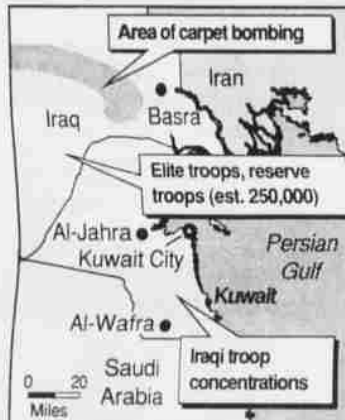 Area of carpet bombing
Iran
Iraq
Basra
Elite troops, reserve
troops (est. 250,000)
Al-Jahra
Kuwait City
Persian
Gulf
Kuwait
Al-Wafra
Iraqi troop
concentrations
Saudi
Arabia
0 20
Miles